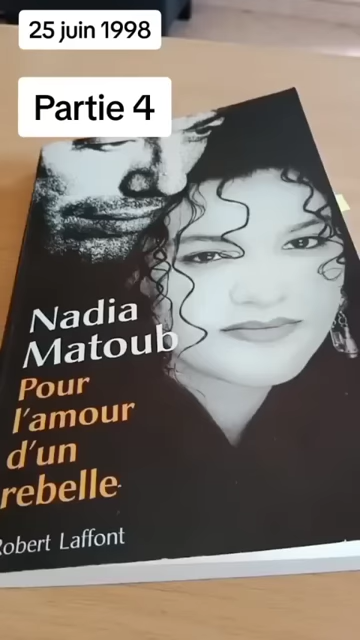 25 juin 1998
Partie 4
Nadia
Matoub
Pour
l'amour
d'un
rebelle
Robert Laffont